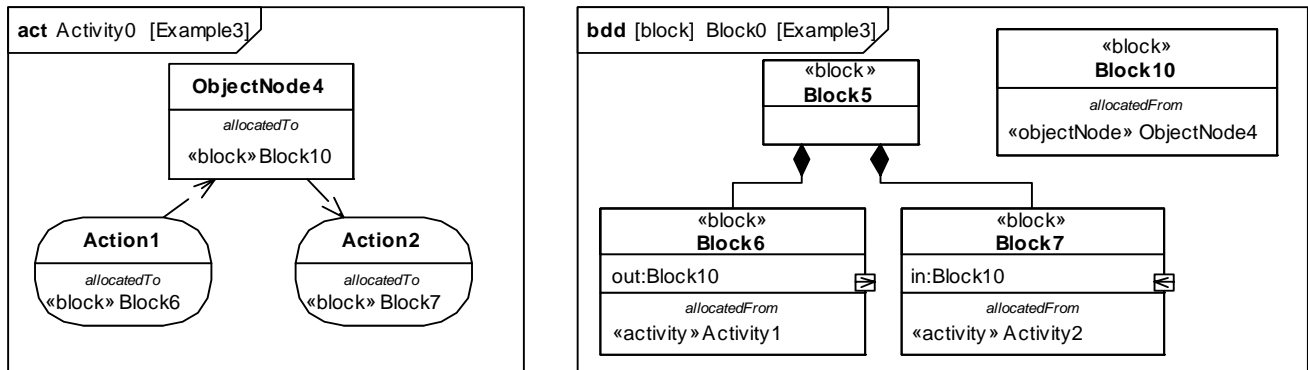 act Activity0 [Example3]
ObjectNode4
allocatedTo
«block» Block10
Action1
allocatedTo
«block» Block6
Action2
allocatedTo
«block» Block7
bdd [block] Block0 [Example3]
«block»
Block5
«block»
Block10
allocatedFrom
«objectNode» ObjectNode4
«block»
Block6
out:Block10
allocatedFrom
«activity» Activity1
«block»
Block7
in:Block10
allocatedFrom
«activity» Activity2